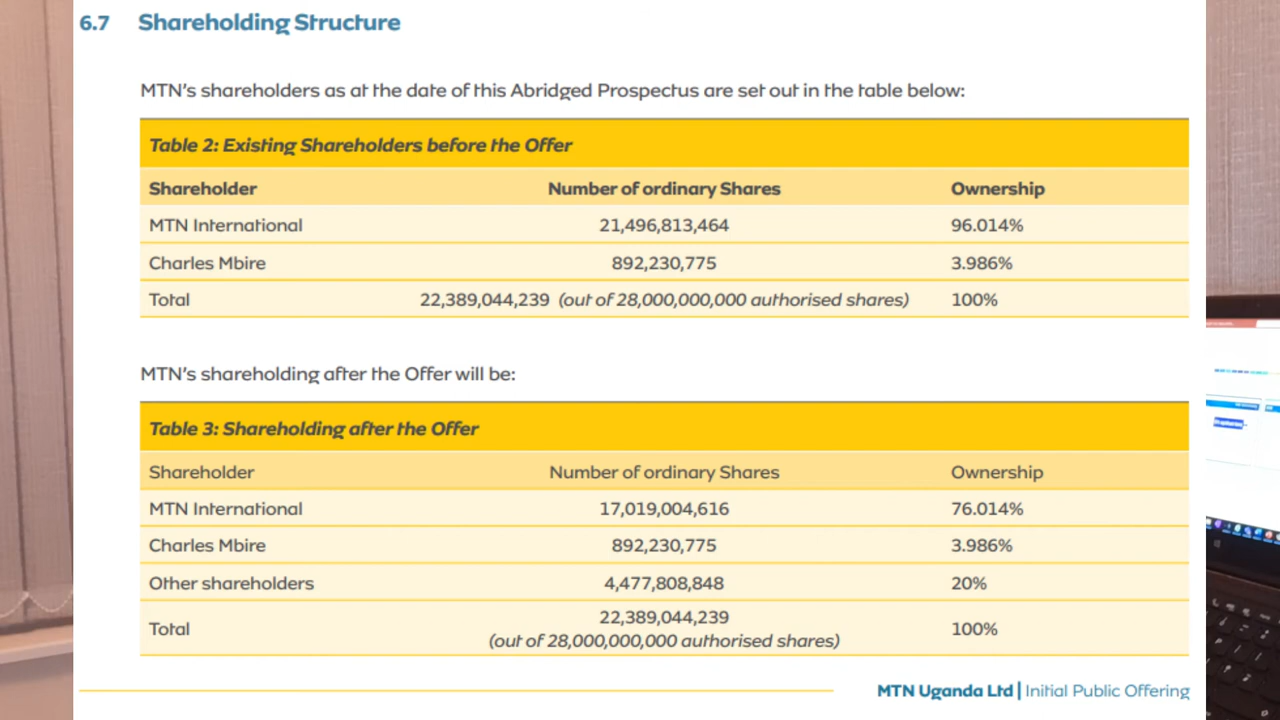 6.7 Shareholding Structure
MTN's shareholders as at the date of this Abridged Prospectus are set out in the table below:
Table 2: Existing Shareholders before the Offer
Shareholder Number of ordinary Shares Ownership
MTN International 21,496,813,464 96.014%
Charles Mbire 892,230,775 3.986%
Total 22,389,044,239 (out of 28,000,000,000 authorised shares) 100%
MTN's shareholding after the Offer will be:
Table 3: Shareholding after the Offer
Shareholder Number of ordinary Shares Ownership
MTN International 17,019,004,616 76.014%
Charles Mbire 892,230,775 3.986%
Other shareholders 4,477,808,848 20%
Total 22,389,044,239 100%
(out of 28,000,000,000 authorised shares)
MTN Uganda Ltd | Initial Public Offering